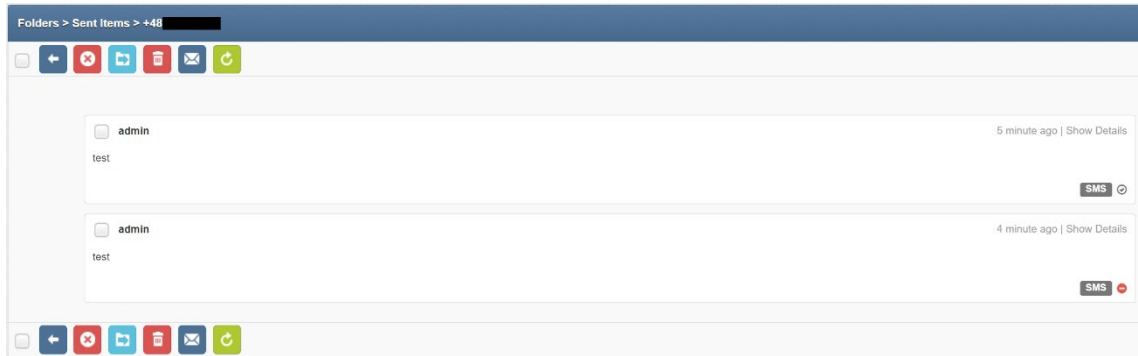 Folders > Sent Items > +48
admin
5 minute ago | Show Details
test
SMS
admin
4 minute ago | Show Details
test
SMS